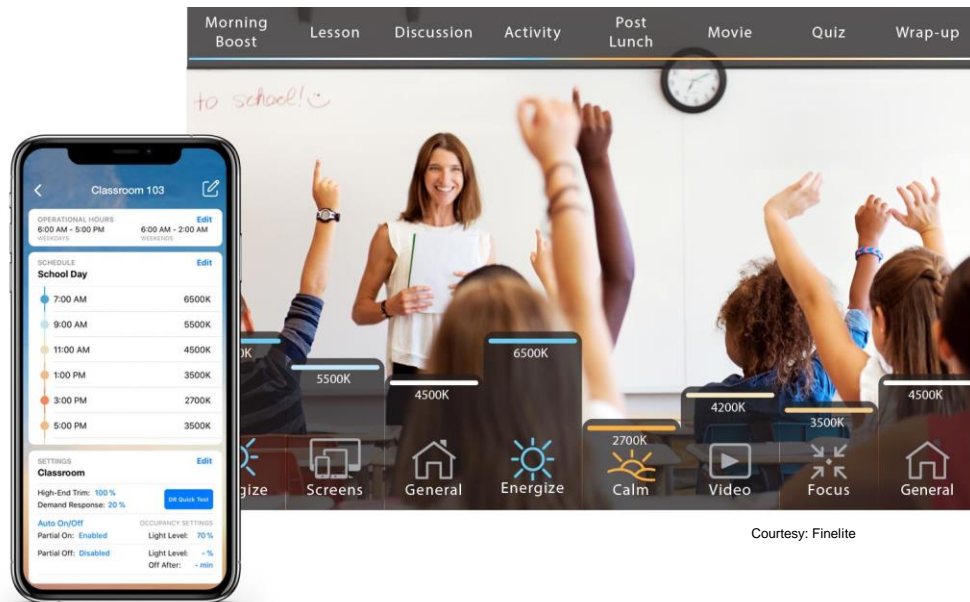 Morning
Boost
Lesson
Discussion
Activity
Post
Lunch
Movie
Quiz
Wrap-up
to school!
Classroom 103
OPERATIONAL HOURS Edit
6:00 AM - 5:00 PM 6:00 AM - 2:00 AM
WEEKDAYS WEEKENDS
SCHEDULE Edit
School Day
7:00 AM 6500K
9:00 AM 5500K
11:00 AM 4500K
1:00 PM 3500K
3:00 PM 2700K
5:00 PM 3500K
SETTINGS Edit
Classroom
High-End Trim: 100 %
Demand Response: 20 %
DR Quick Test
Auto On/Off OCCUPANCY SETTINGS
Partial On: Enabled Light Level: 70 %
Partial Off: Disabled Light Level: - %
Off After: - min
0K
gize
5500K
Screens
4500K
General
6500K
Energize
2700K
Calm
4200K
Video
3500K
Focus
4500K
General
Courtesy: Finelite